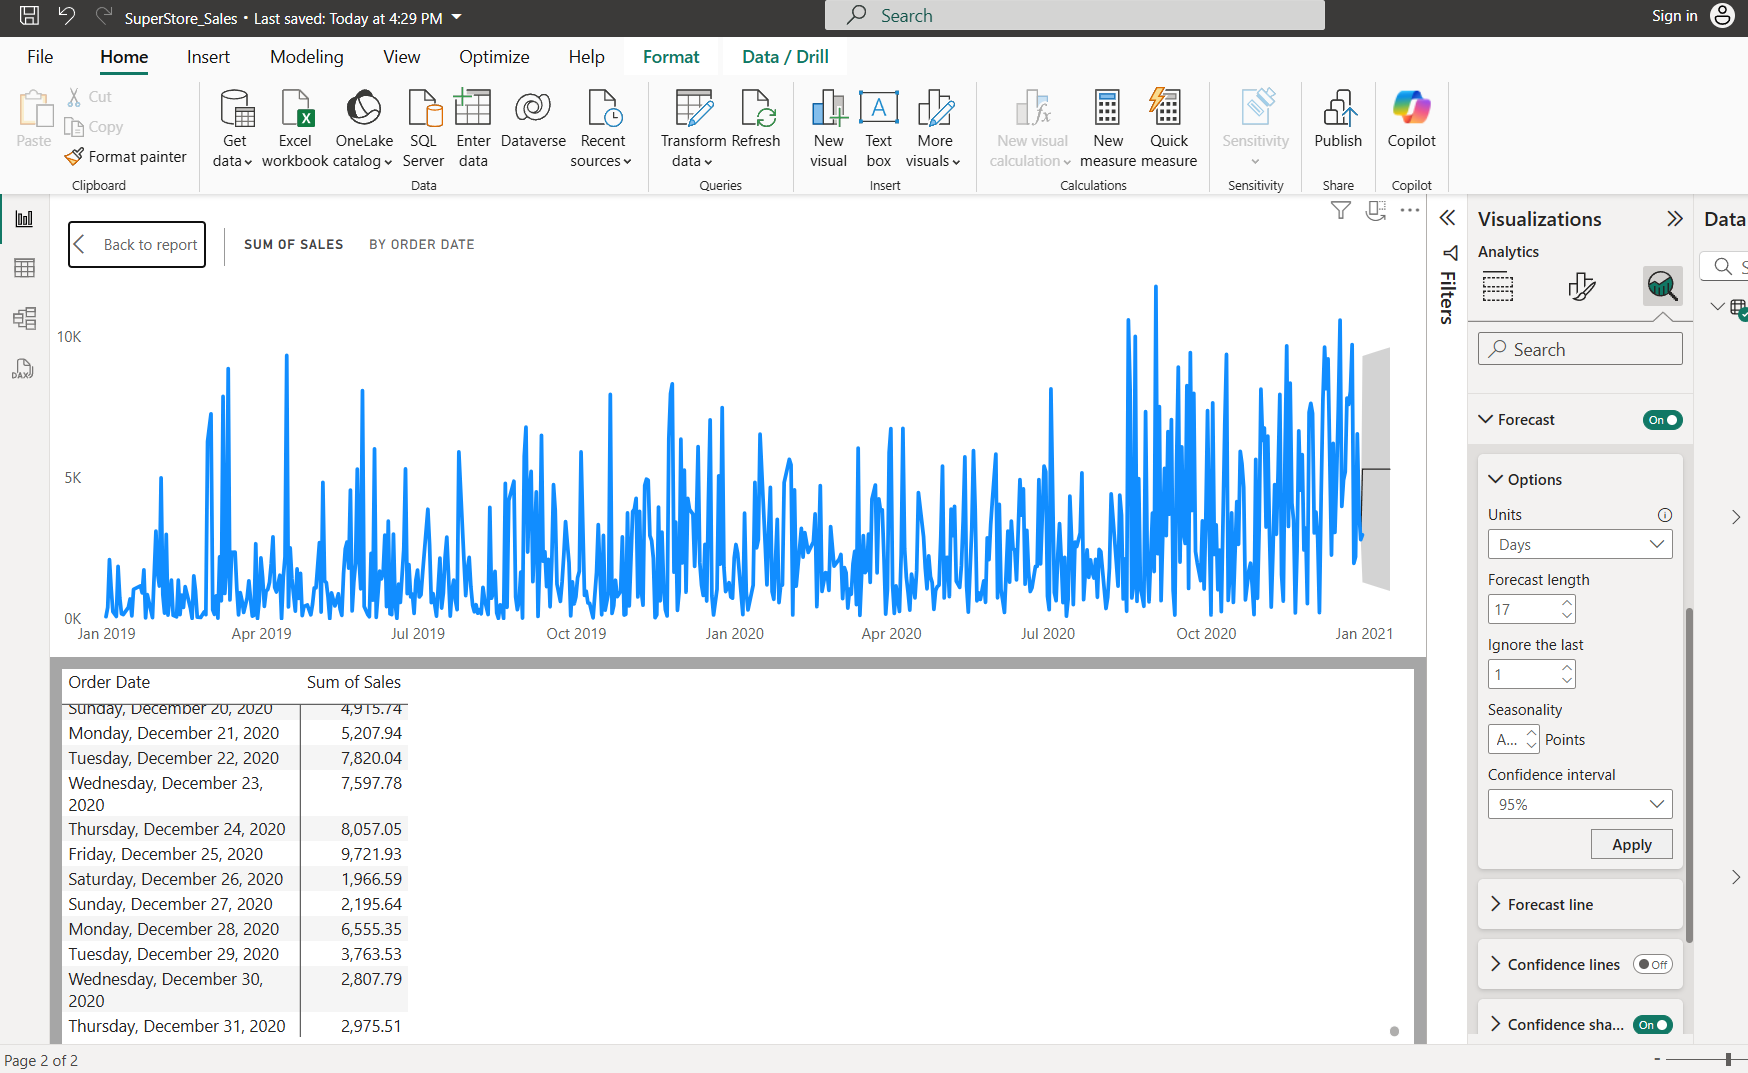 SuperStore_Sales • Last saved: Today at 4:29 PM
Search
Sign in
File Home Insert Modeling View Optimize Help Format Data / Drill
Paste
Cut
Copy
Format painter
Clipboard
Get data
Excel workbook
OneLake catalog
SQL Server
Enter data
Dataverse
Recent sources
Data
Transform data
Refresh
Queries
New visual
Text box
More visuals
Insert
New visual calculation
New measure
Quick measure
Calculations
Sensitivity
Sensitivity
Publish
Share
Copilot
Copilot
Back to report
SUM OF SALES BY ORDER DATE
10K
5K
0K
Jan 2019 Apr 2019 Jul 2019 Oct 2019 Jan 2020 Apr 2020 Jul 2020 Oct 2020 Jan 2021
Order Date Sum of Sales
Sunday, December 20, 2020 4,915.74
Monday, December 21, 2020 5,207.94
Tuesday, December 22, 2020 7,820.04
Wednesday, December 23, 2020 7,597.78
Thursday, December 24, 2020 8,057.05
Friday, December 25, 2020 9,721.93
Saturday, December 26, 2020 1,966.59
Sunday, December 27, 2020 2,195.64
Monday, December 28, 2020 6,555.35
Tuesday, December 29, 2020 3,763.53
Wednesday, December 30, 2020 2,807.79
Thursday, December 31, 2020 2,975.51
Filters
Visualizations
Analytics
Search
Forecast On
Options
Units
Days
Forecast length
17
Ignore the last
1
Seasonality
A... Points
Confidence interval
95%
Apply
Forecast line
Confidence lines Off
Confidence sha... On
Data
S
DAX
Page 2 of 2